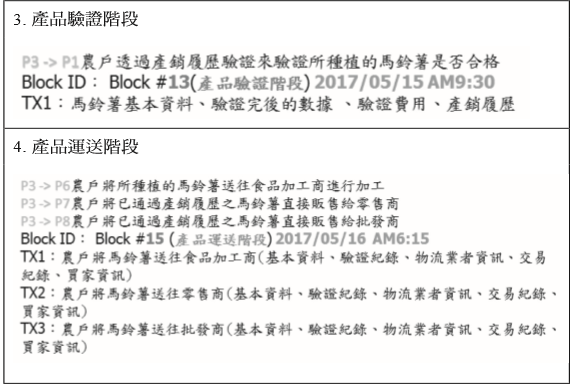 3. 產品驗證階段
P3 -> P1農戶透過產銷履歷驗證來驗證所種植的馬鈴薯是否合格
Block ID： Block #13(產品驗證階段) 2017/05/15 AM9:30
TX1：馬鈴薯基本資料、驗證完後的數據 、驗證費用、產銷履歷
4. 產品運送階段
P3 -> P6農戶將所種植的馬鈴薯送往食品加工商進行加工
P3 -> P7農戶將已通過產銷履歷之馬鈴薯直接販售給零售商
P3 -> P8農戶將已通過產銷履歷之馬鈴薯直接販售給批發商
Block ID： Block #15 (產品運送階段) 2017/05/16 AM6:15
TX1：農戶將馬鈴薯送往食品加工商(基本資料、驗證紀錄、物流業者資訊、交易
紀錄、買家資訊)
TX2：農戶將馬鈴薯送往零售商(基本資料、驗證紀錄、物流業者資訊、交易紀錄、
買家資訊)
TX3：農戶將馬鈴薯送往批發商(基本資料、驗證紀錄、物流業者資訊、交易紀錄、
買家資訊)